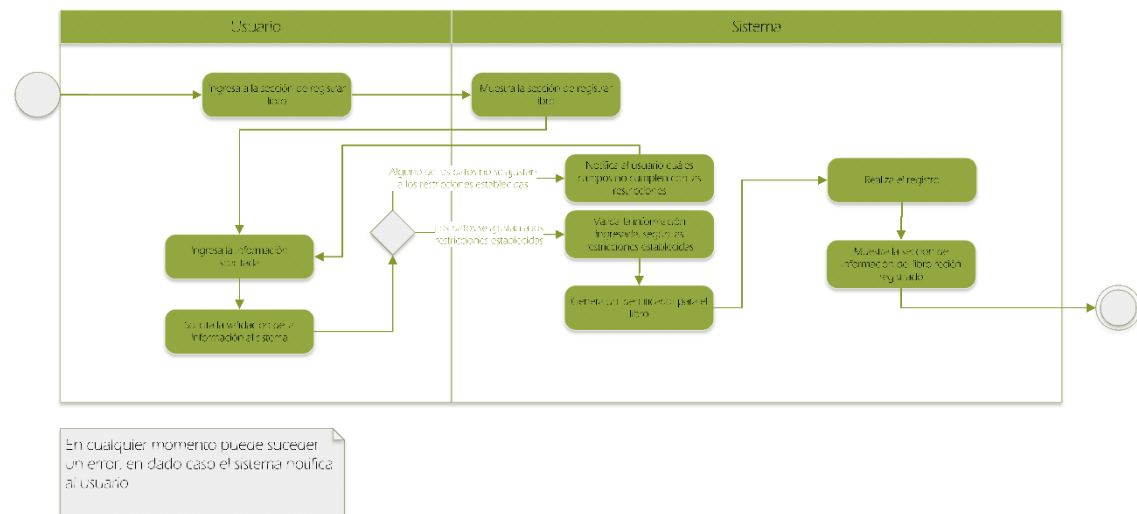 Usuario
Sistema
Ingresa a la sección de registrar
libro
Muestra la sección de registrar
libro
Alguno de los datos no se ajustan
a los restricciones establecidas
Notifica al usuario cuáles
campos no cumplen con las
restricciones
Realiza el registro
Los datos se ajustan a los
restricciones establecidas
Valida la información
ingresada, según las
restricciones establecidas
Ingresa la información
solicitada
Muestra la sección de
información del libro recién
registrado
Genera un identificador para el
libro
Solicita la validación de la
información al sistema
En cualquier momento puede suceder
un error, en dado caso el sistema notifica
al usuario